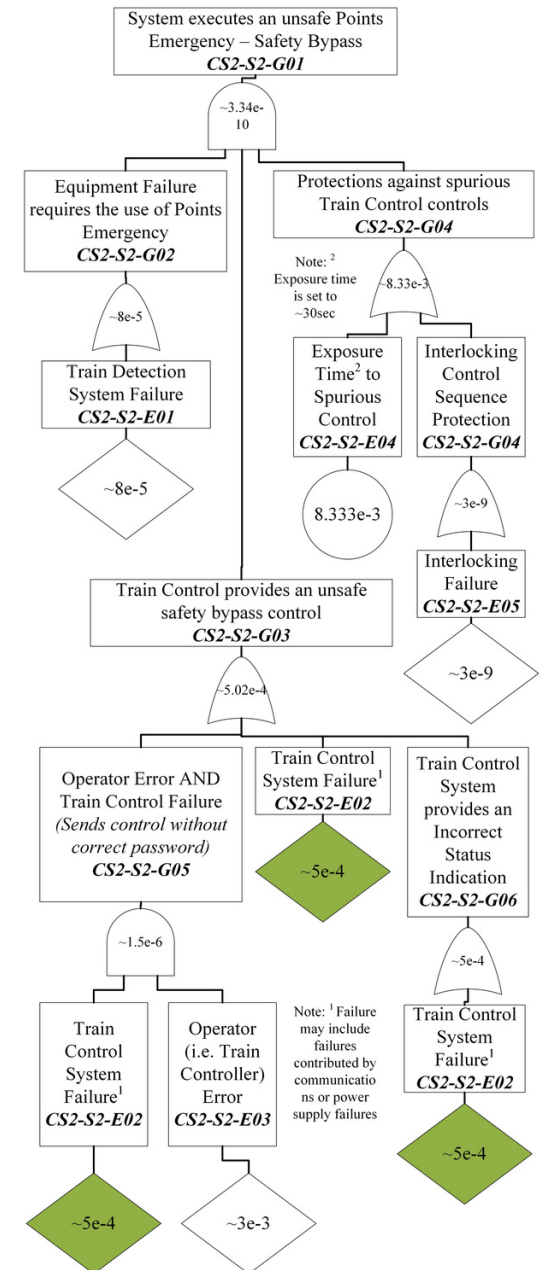 System executes an unsafe Points
Emergency – Safety Bypass
CS2-S2-G01
~3.34e-
10
Equipment Failure
requires the use of Points
Emergency
CS2-S2-G02
Protections against spurious
Train Control controls
CS2-S2-G04
Note: ²
Exposure time
is set to
~30sec
~8e-5
~8.33e-3
Train Detection
System Failure
CS2-S2-E01
Exposure
Time² to
Spurious
Control
CS2-S2-E04
Interlocking
Control
Sequence
Protection
CS2-S2-G04
~8e-5
8.333e-3
~3e-9
Interlocking
Failure
CS2-S2-E05
~3e-9
Train Control provides an unsafe
safety bypass control
CS2-S2-G03
~5.02e-4
Operator Error AND
Train Control Failure
(Sends control without
correct password)
CS2-S2-G05
Train Control
System Failure¹
CS2-S2-E02
Train Control
System
provides an
Incorrect
Status
Indication
CS2-S2-G06
~5e-4
~1.5e-6
~5e-4
Train
Control
System
Failure¹
CS2-S2-E02
Operator
(i.e. Train
Controller)
Error
CS2-S2-E03
Note: ¹ Failure
may include
failures
contributed by
communicatio
ns or power
supply failures
Train Control
System
Failure¹
CS2-S2-E02
~5e-4
~3e-3
~5e-4